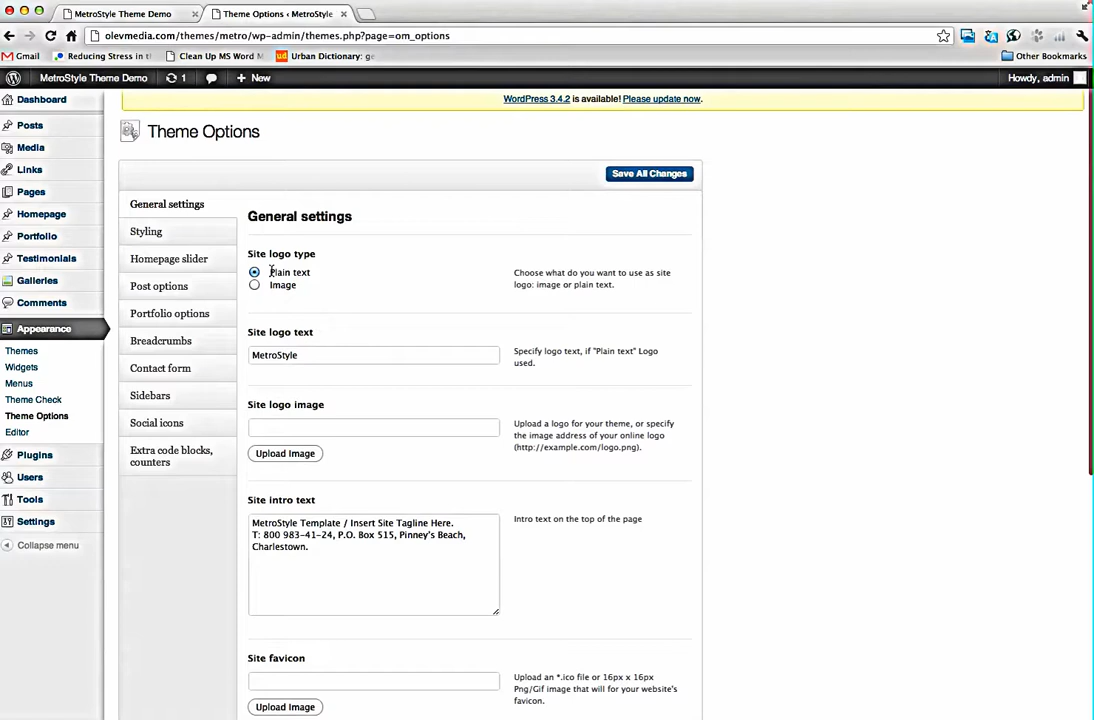 MetroStyle Theme Demo
Theme Options ‹ MetroStyle
olevmedia.com/themes/metro/wp-admin/themes.php?page=om_options
Gmail
Reducing Stress in t
Clean Up MS Word M
ud
Urban Dictionary: ge
Other Bookmarks
MetroStyle Theme Demo
1
+ New
Howdy, admin
WordPress 3.4.2 is available! Please update now.
Dashboard
Posts
Media
Links
Pages
Homepage
Portfolio
Testimonials
Galleries
Comments
Appearance
Themes
Widgets
Menus
Theme Check
Theme Options
Editor
Plugins
Users
Tools
Settings
Collapse menu
Theme Options
Save All Changes
General settings
Styling
Homepage slider
Post options
Portfolio options
Breadcrumbs
Contact form
Sidebars
Social icons
Extra code blocks,
counters
General settings
Site logo type
Plain text
Image
Choose what do you want to use as site
logo: image or plain text.
Site logo text
MetroStyle
Specify logo text, if "Plain text" Logo
used.
Site logo image
Upload Image
Upload a logo for your theme, or specify
the image address of your online logo
(http://example.com/logo.png).
Site intro text
MetroStyle Template / Insert Site Tagline Here.
T: 800 983-41-24, P.O. Box 515, Pinney's Beach,
Charlestown.
Intro text on the top of the page
Site favicon
Upload Image
Upload an *.ico file or 16px x 16px
Png/Gif image that will for your website's
favicon.